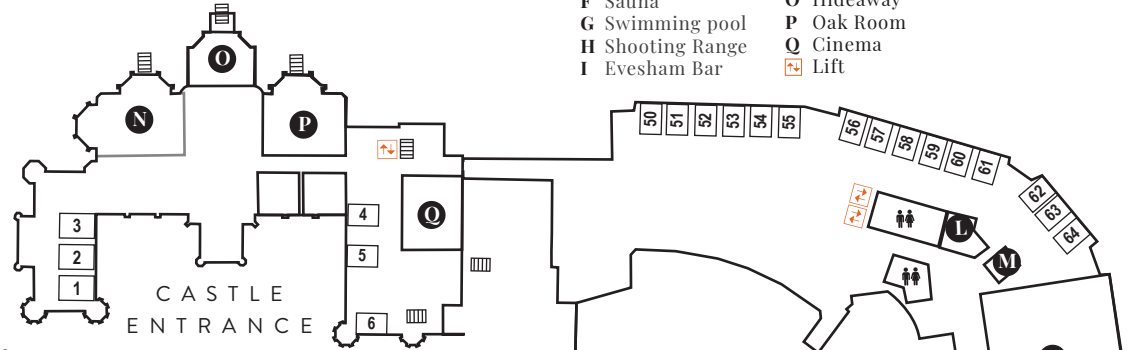 F Sauna
G Swimming pool
H Shooting Range
I Evesham Bar
O Hideaway
P Oak Room
Q Cinema
Lift
O
N
P
Q
L
M
50 51 52 53 54 55
56 57 58 59 60 61
62 63 64
3
2
1
4
5
6
CASTLE
ENTRANCE